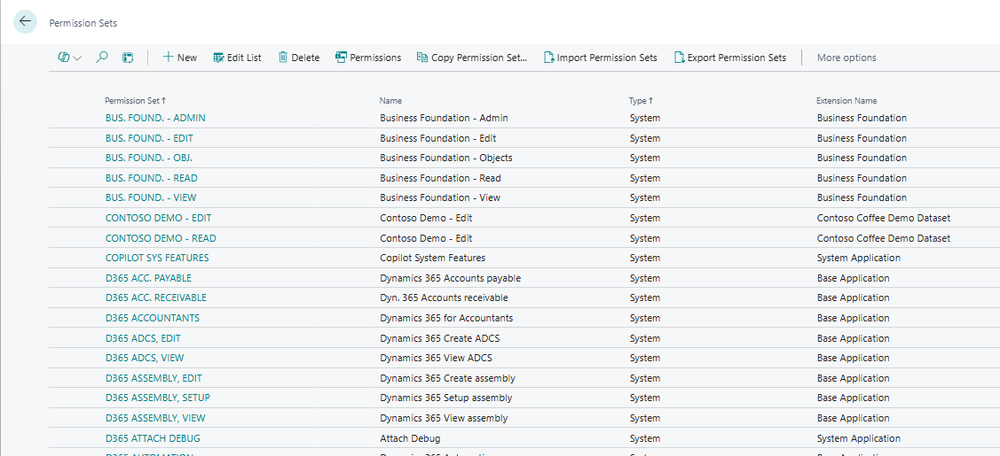 Permission Sets
New Edit List Delete Permissions Copy Permission Set... Import Permission Sets Export Permission Sets More options
Permission Set ↑ Name Type ↑ Extension Name
BUS. FOUND. - ADMIN Business Foundation - Admin System Business Foundation
BUS. FOUND. - EDIT Business Foundation - Edit System Business Foundation
BUS. FOUND. - OBJ. Business Foundation - Objects System Business Foundation
BUS. FOUND. - READ Business Foundation - Read System Business Foundation
BUS. FOUND. - VIEW Business Foundation - View System Business Foundation
CONTOSO DEMO - EDIT Contoso Demo - Edit System Contoso Coffee Demo Dataset
CONTOSO DEMO - READ Contoso Demo - Edit System Contoso Coffee Demo Dataset
COPILOT SYS FEATURES Copilot System Features System System Application
D365 ACC. PAYABLE Dynamics 365 Accounts payable System Base Application
D365 ACC. RECEIVABLE Dyn. 365 Accounts receivable System Base Application
D365 ACCOUNTANTS Dynamics 365 for Accountants System Base Application
D365 ADCS, EDIT Dynamics 365 Create ADCS System Base Application
D365 ADCS, VIEW Dynamics 365 View ADCS System Base Application
D365 ASSEMBLY, EDIT Dynamics 365 Create assembly System Base Application
D365 ASSEMBLY, SETUP Dynamics 365 Setup assembly System Base Application
D365 ASSEMBLY, VIEW Dynamics 365 View assembly System Base Application
D365 ATTACH DEBUG Attach Debug System System Application